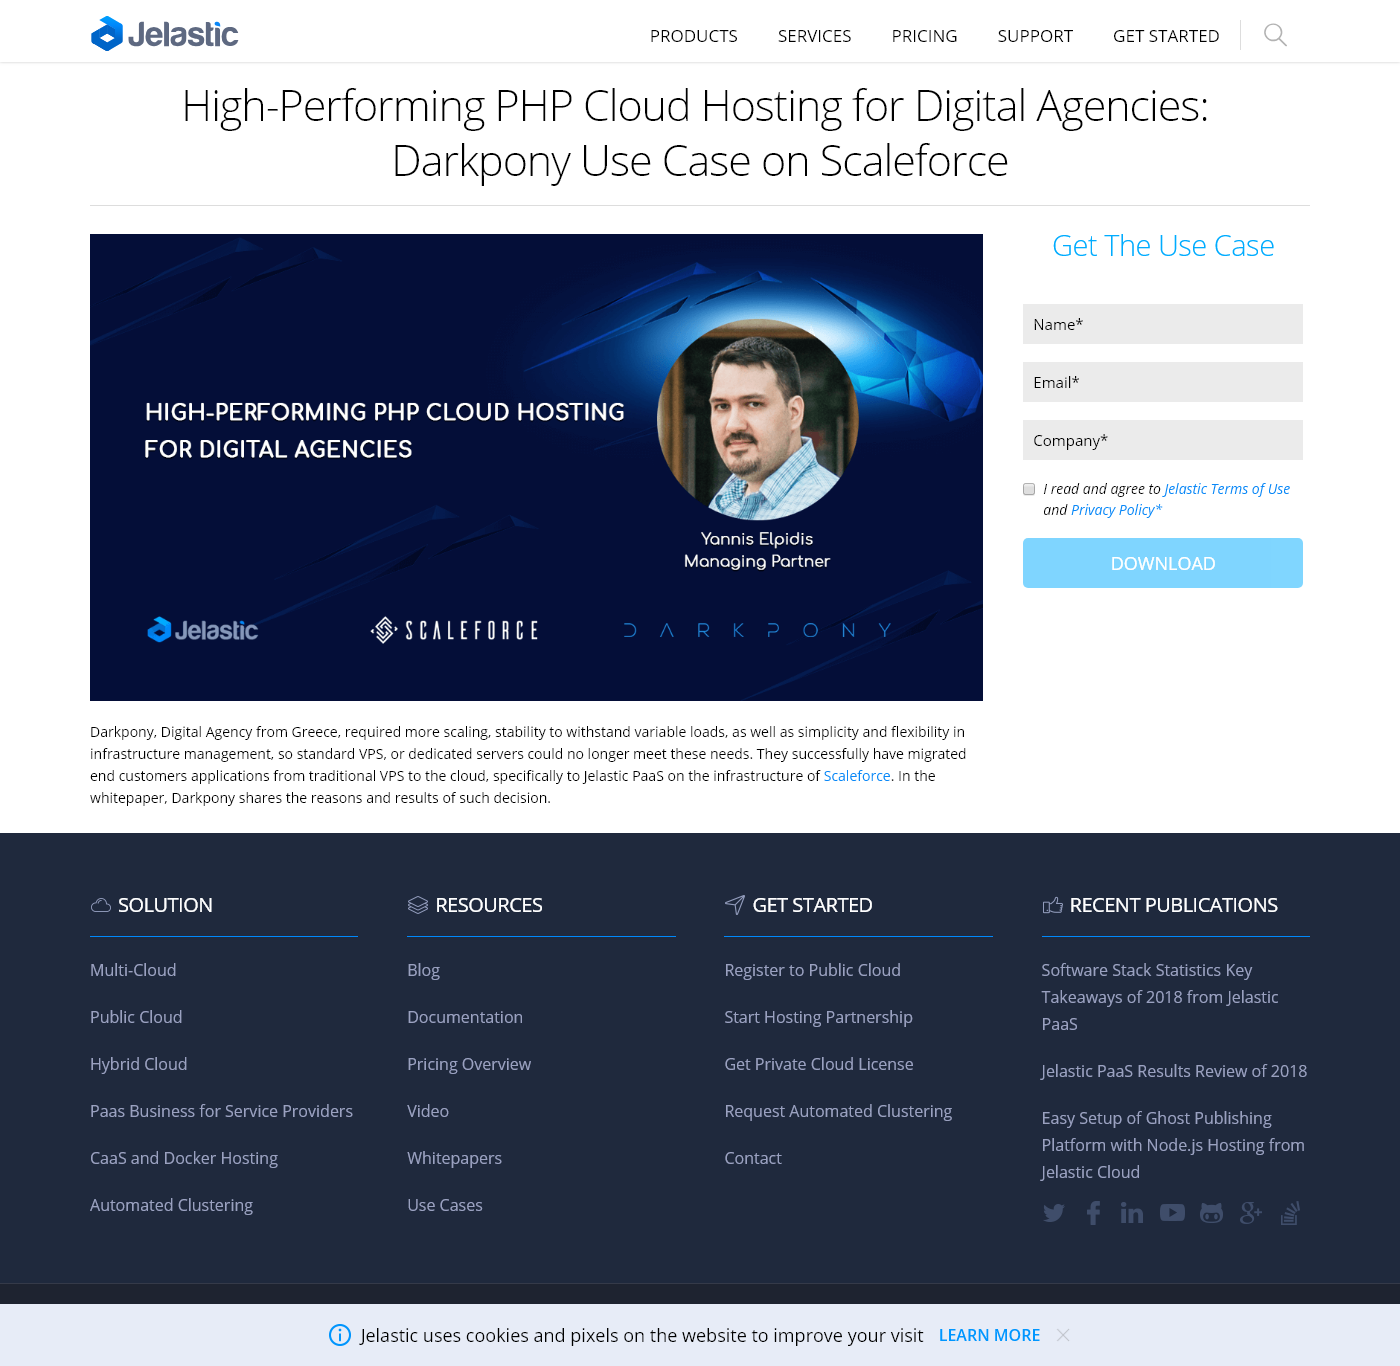 Jelastic
PRODUCTS SERVICES PRICING SUPPORT GET STARTED
High-Performing PHP Cloud Hosting for Digital Agencies:
Darkpony Use Case on Scaleforce
HIGH-PERFORMING PHP CLOUD HOSTING
FOR DIGITAL AGENCIES
Yannis Elpidis
Managing Partner
Jelastic SCALEFORCE DARKPONY
Darkpony, Digital Agency from Greece, required more scaling, stability to withstand variable loads, as well as simplicity and flexibility in
infrastructure management, so standard VPS, or dedicated servers could no longer meet these needs. They successfully have migrated
end customers applications from traditional VPS to the cloud, specifically to Jelastic PaaS on the infrastructure of Scaleforce. In the
whitepaper, Darkpony shares the reasons and results of such decision.
Get The Use Case
Name*
Email*
Company*
I read and agree to Jelastic Terms of Use
and Privacy Policy*
DOWNLOAD
SOLUTION
Multi-Cloud
Public Cloud
Hybrid Cloud
Paas Business for Service Providers
CaaS and Docker Hosting
Automated Clustering
RESOURCES
Blog
Documentation
Pricing Overview
Video
Whitepapers
Use Cases
GET STARTED
Register to Public Cloud
Start Hosting Partnership
Get Private Cloud License
Request Automated Clustering
Contact
RECENT PUBLICATIONS
Software Stack Statistics Key
Takeaways of 2018 from Jelastic
PaaS
Jelastic PaaS Results Review of 2018
Easy Setup of Ghost Publishing
Platform with Node.js Hosting from
Jelastic Cloud
Jelastic uses cookies and pixels on the website to improve your visit LEARN MORE